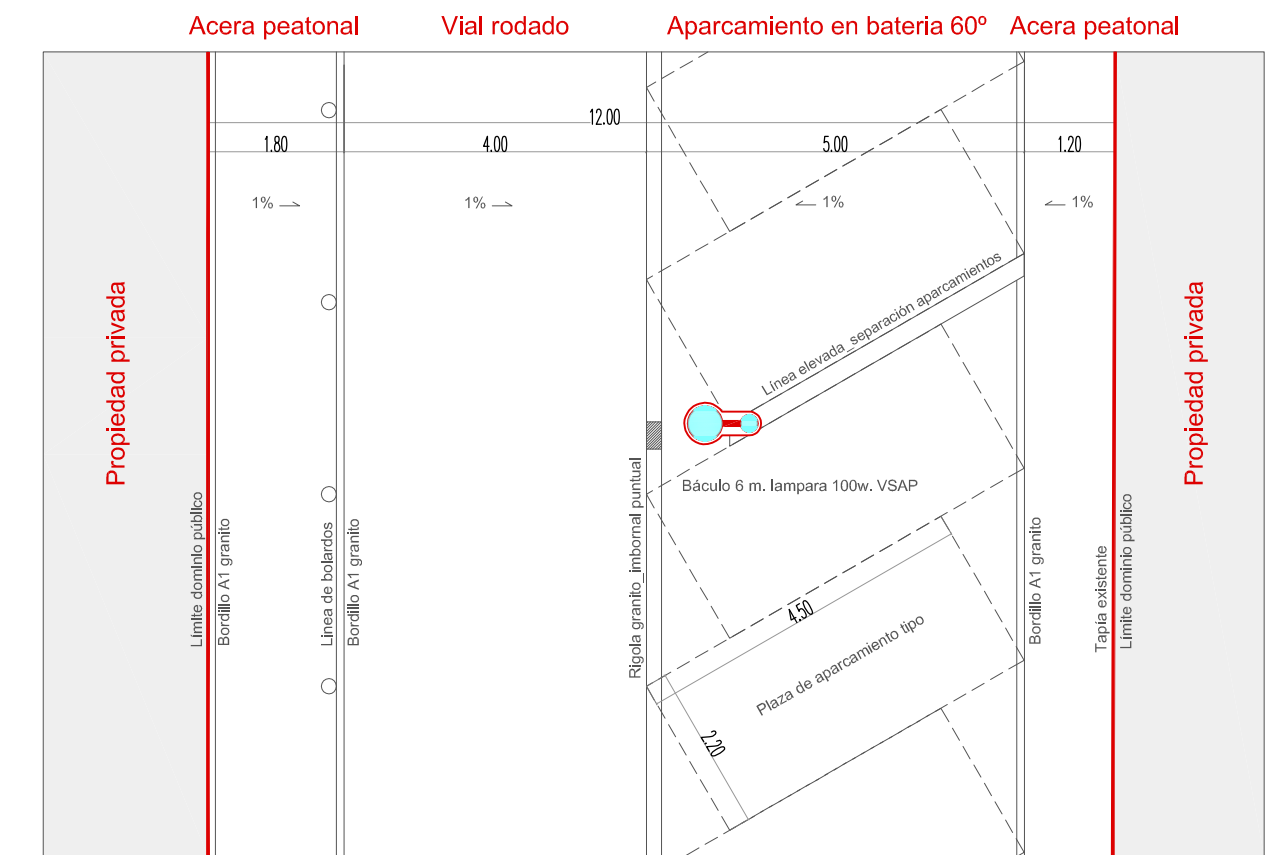 Acera peatonal
Vial rodado
Aparcamiento en bateria 60º
Acera peatonal
12.00
1.80
4.00
5.00
1.20
1%
1%
1%
1%
Propiedad privada
Propiedad privada
Línea elevada_separación aparcamientos
Báculo 6 m. lampara 100w. VSAP
Límite dominio público
Bordillo A1 granito
Linea de bolardos
Bordillo A1 granito
Rigola granito_imbornal puntual
Bordillo A1 granito
Tapía existente
Límite dominio público
4.50
Plaza de aparcamiento tipo
2.20